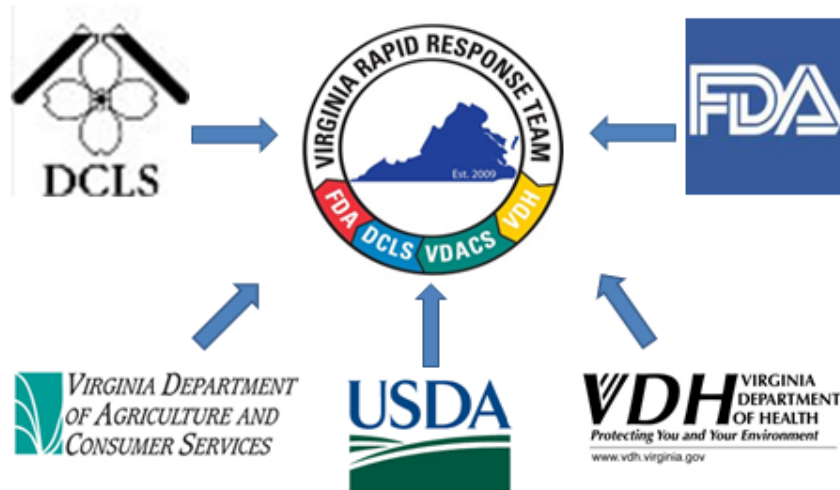 DCLS
VIRGINIA RAPID RESPONSE TEAM
Est. 2009
FDA
DCLS
VDACS
VDH
FDA
VIRGINIA DEPARTMENT
OF AGRICULTURE AND
CONSUMER SERVICES
USDA
VDH
VIRGINIA
DEPARTMENT
OF HEALTH
Protecting You and Your Environment
www.vdh.virginia.gov